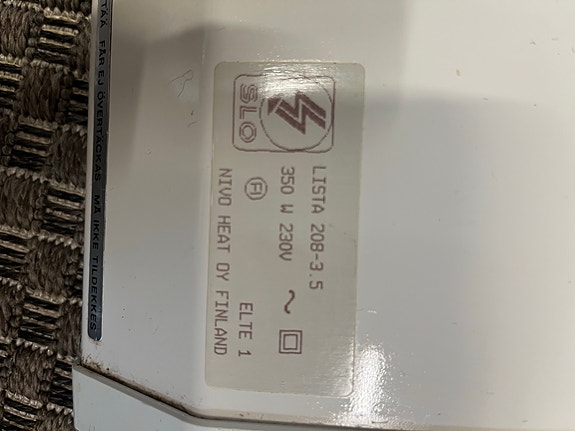 TÄÄ FÅR EJ ÖVERTÄCKAS MÅ IKKE TILDEKKES
SLO
LISTA 208-3.5
350 W 230V ~
FI
ELTE 1
NIVO HEAT OY FINLAND